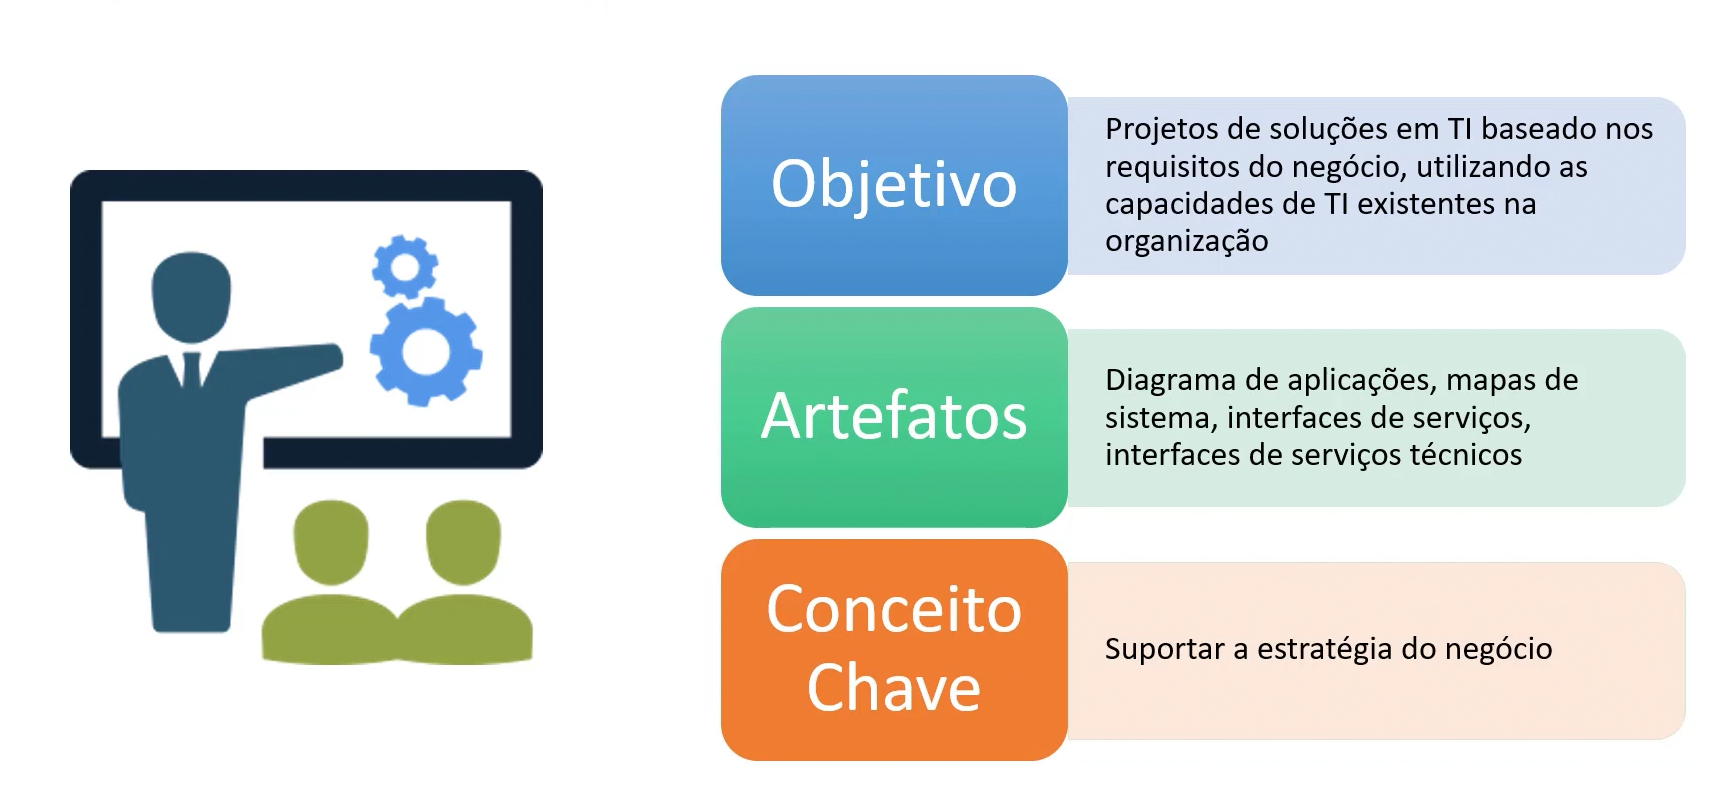 Objetivo
Projetos de soluções em TI baseado nos
requisitos do negócio, utilizando as
capacidades de TI existentes na
organização
Artefatos
Diagrama de aplicações, mapas de
sistema, interfaces de serviços,
interfaces de serviços técnicos
Conceito
Chave
Suportar a estratégia do negócio